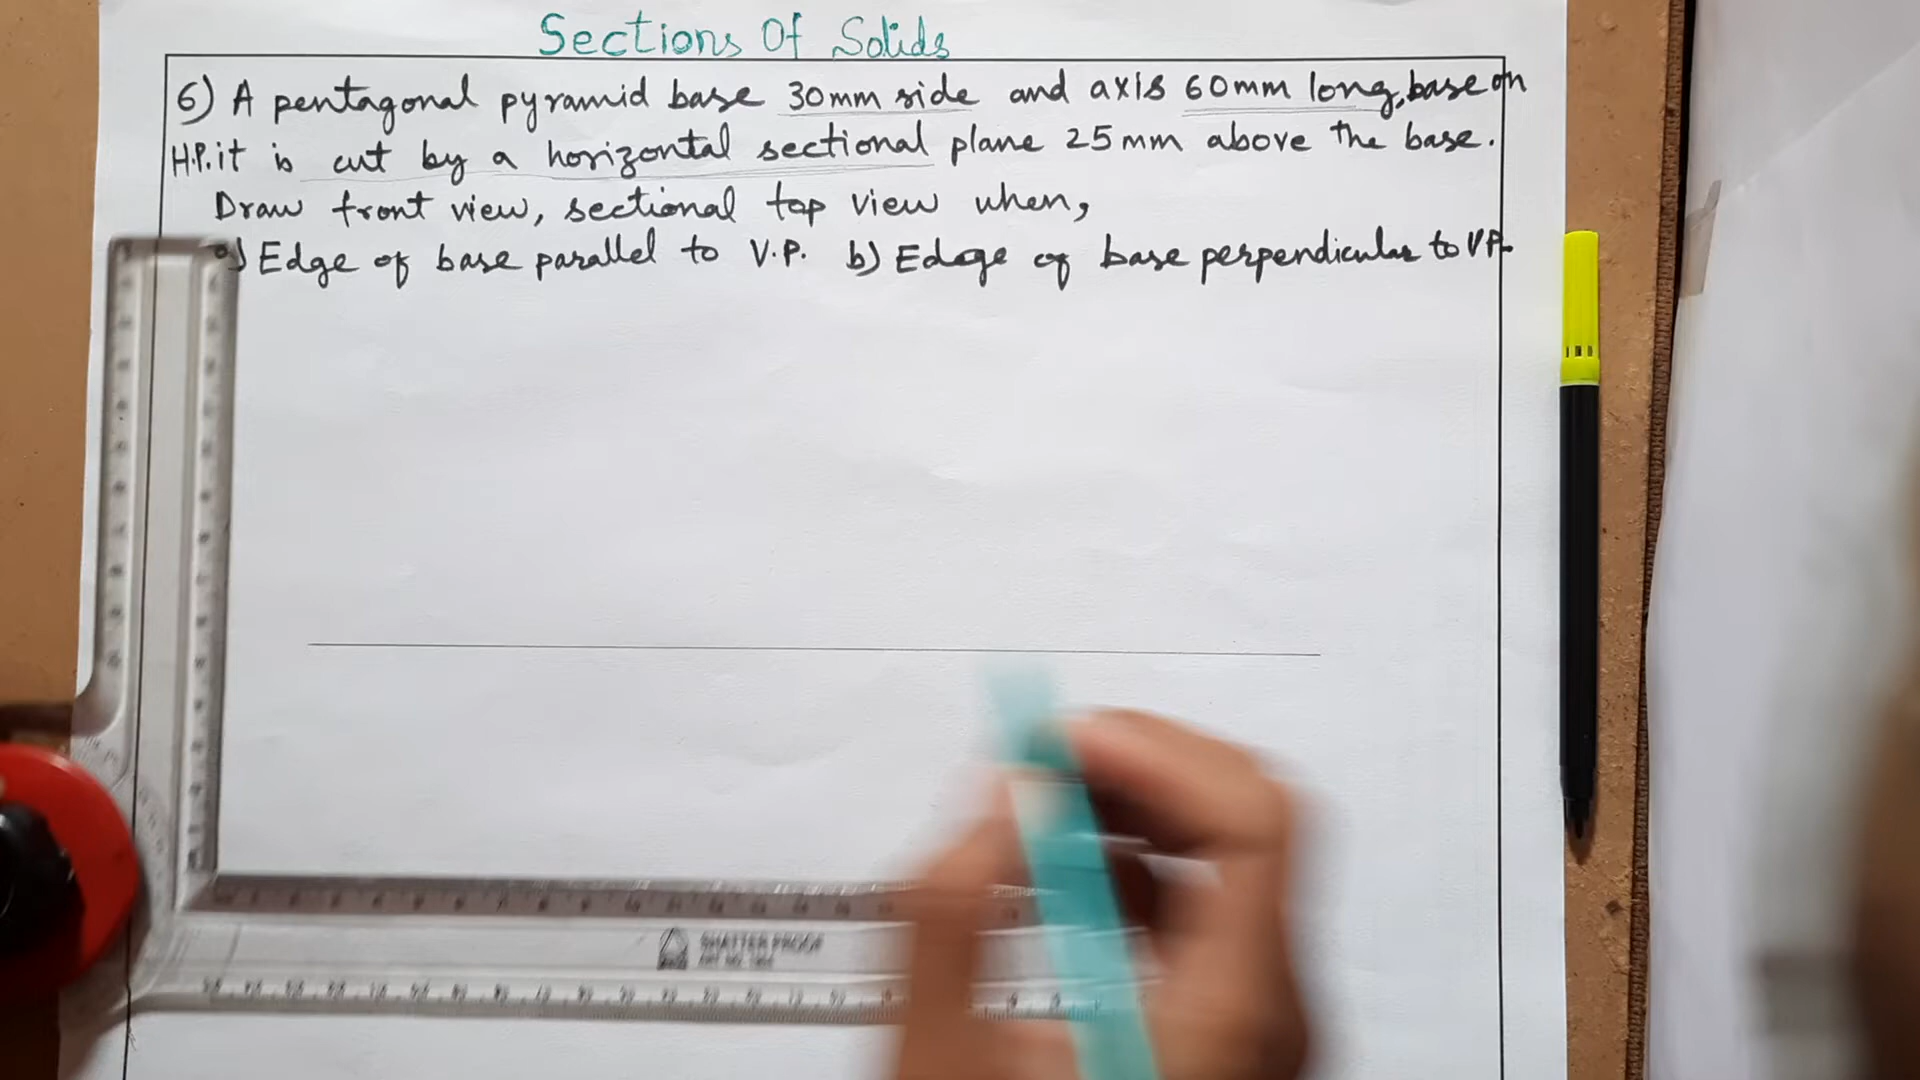 Sections Of Solids
6) A pentagonal pyramid base 30mm side and axis 60mm long, base on
H.P. it is cut by a horizontal sectional plane 25mm above the base.
Draw front view, sectional top view when,
a) Edge of base parallel to V.P. b) Edge of base perpendicular to V.P.
SHATTER PROOF